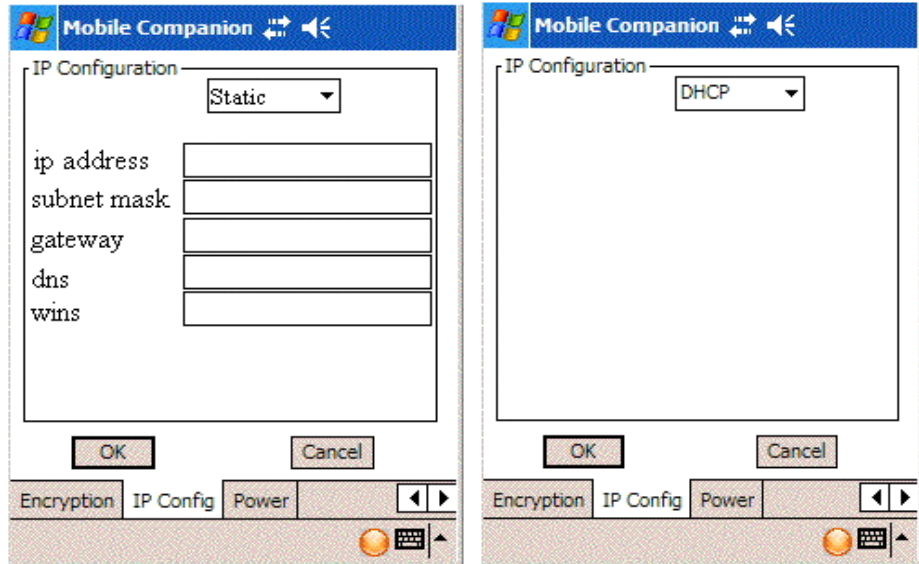 Mobile Companion
IP Configuration
Static
ip address
subnet mask
gateway
dns
wins
OK
Cancel
Encryption
IP Config
Power
Mobile Companion
IP Configuration
DHCP
OK
Cancel
Encryption
IP Config
Power